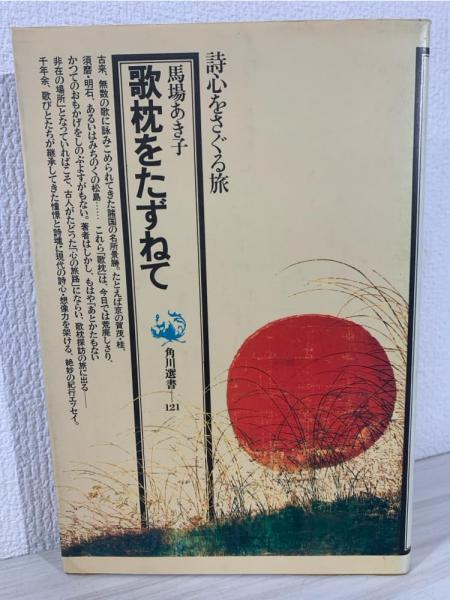 詩心をさぐる旅
馬場あき子
歌枕をたずねて
角川選書—121
古来、無数の歌に詠みこめられてきた諸国の名所景勝。たとえば京の賀茂・桂、
須磨・明石、あるいはみちのくの松島……これら「歌枕」は、今日では荒廃しさり、
かつてのおもかげをしのぶよすがもない。著者はしかし、もはや「あとかたもない
非在の場所」となっていればこそ、古人がたどった「心の旅路」にならい、歌枕探訪の旅に出る——
千年余、歌びとたちが継承してきた憧憬と詩魂に現代の詩心・想像力を架ける、絶妙の紀行エッセイ。